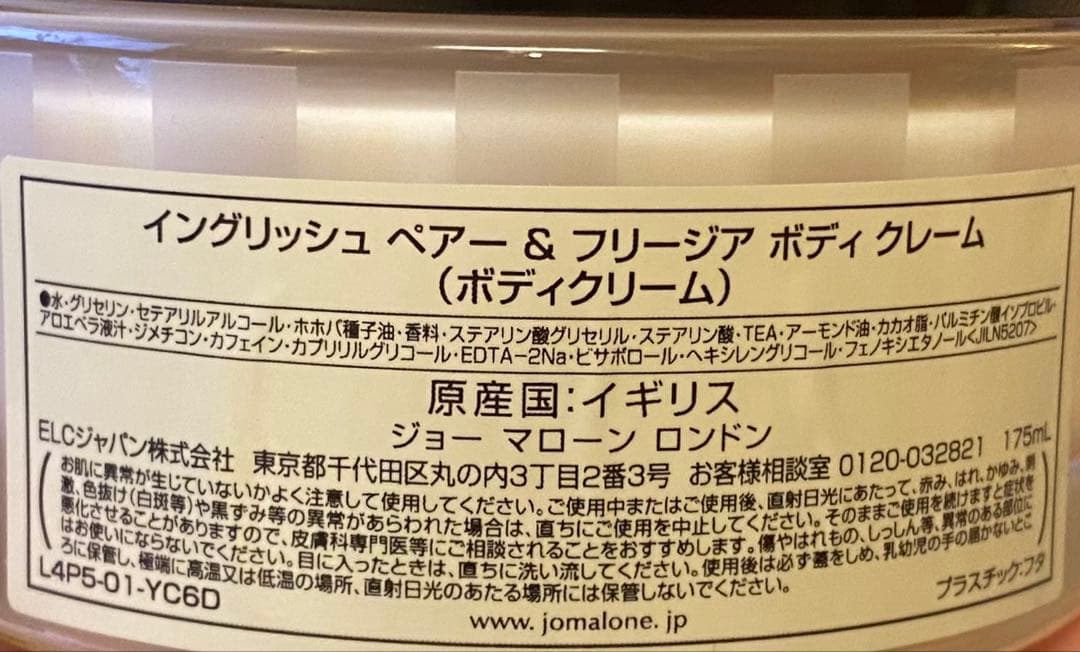 イングリッシュ ペアー & フリージア ボディ クレーム
（ボディクリーム）
●水・グリセリン・セテアリルアルコール・ホホバ種子油・香料・ステアリン酸グリセリル・ステアリン酸・TEA・アーモンド油・カカオ脂・パルミチン酸イソプロピル・
アロエベラ液汁・ジメチコン・カフェイン・カプリリルグリコール・EDTA-2Na・ビサボロール・ヘキシレングリコール・フェノキシエタノール<JILN5207>
原産国：イギリス
ジョー マローン ロンドン
ELCジャパン株式会社 東京都千代田区丸の内3丁目2番3号 お客様相談室 0120-032821 175mL
お肌に異常が生じていないかよく注意して使用してください。ご使用中またはご使用後、直射日光にあたって、赤み、はれ、かゆみ、刺
激、色抜け(白斑等)や黒ずみ等の異常があらわれた場合は、直ちにご使用を中止してください。そのままご使用を続けますと症状を
悪化させることがありますので、皮膚科専門医等にご相談されることをおすすめします。傷やはれもの、しっしん等、異常のある部位に
はお使いにならないでください。目に入ったときは、直ちに洗い流してください。使用後は必ず蓋をしめ、乳幼児の手の届かないとこ
ろに保管し、極端に高温又は低温の場所、直射日光のあたる場所には保管しないでください。
L4P5-01-YC6D
プラスチック：フタ
www. jomalone. jp